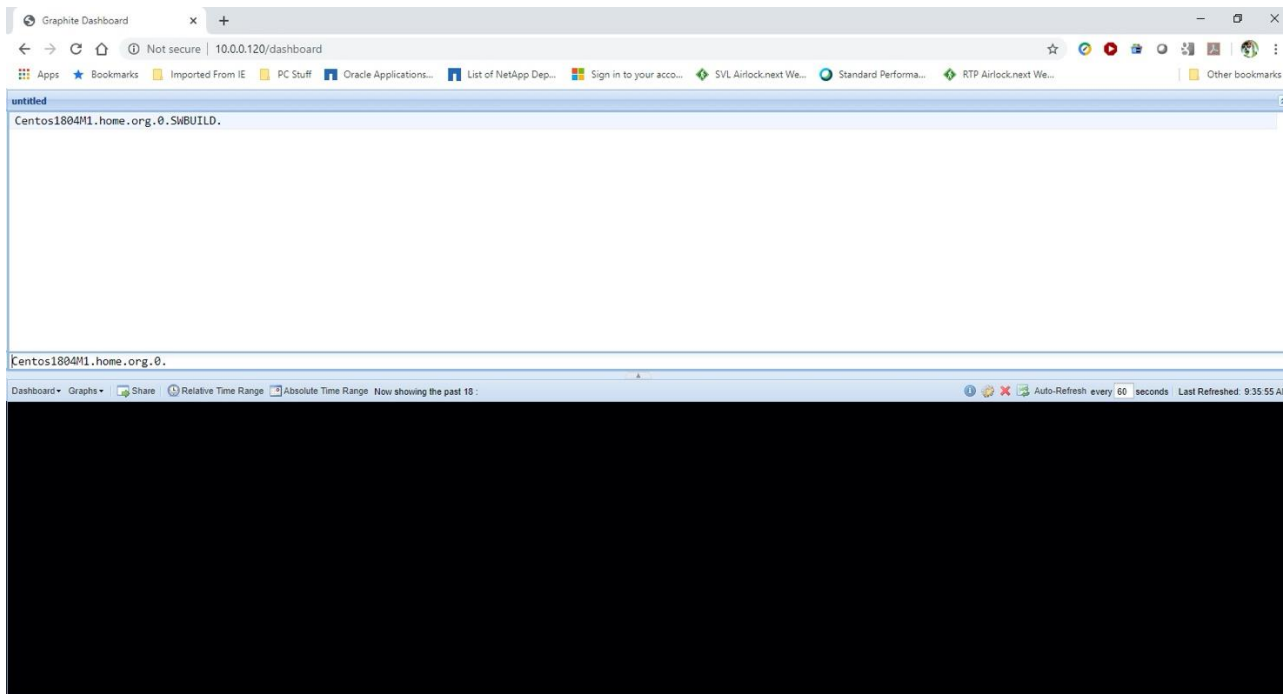 Graphite Dashboard
Not secure | 10.0.0.120/dashboard
Apps Bookmarks Imported From IE PC Stuff Oracle Applications... List of NetApp Dep... Sign in to your acco... SVL Airlock.next We... Standard Performa... RTP Airlock.next We... Other bookmarks
untitled
Centos1804M1.home.org.0.SWBUILD.
Centos1804M1.home.org.0.
Dashboard Graphs Share Relative Time Range Absolute Time Range Now showing the past 18 : Auto-Refresh every 60 seconds Last Refreshed: 9:35:55 A